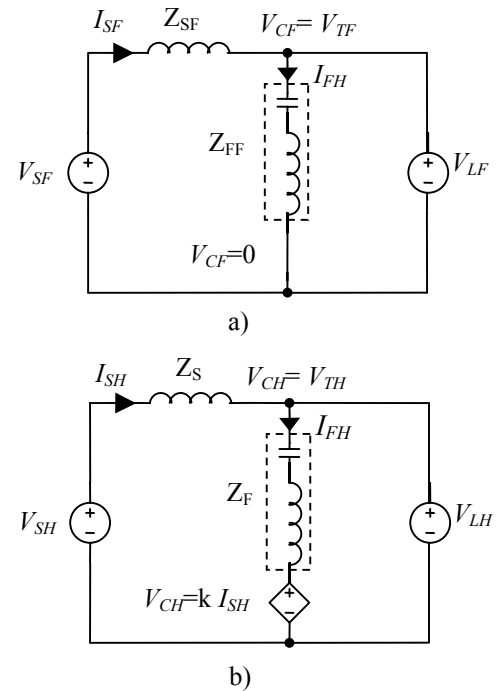 I_SF Z_SF V_CF= V_TF
I_FH
Z_FF
V_SF + − + − V_LF
V_CF=0
a)
I_SH Z_S V_CH= V_TH
I_FH
Z_F
V_SH + − + − V_LH
V_CH=k I_SH + −
b)